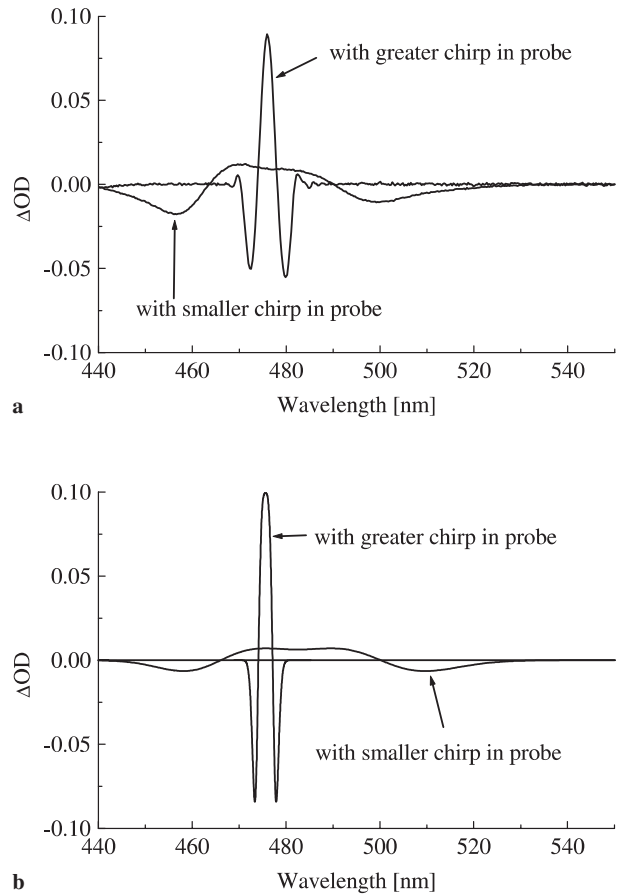 0.10
with greater chirp in probe
0.05
0.00
ΔOD
-0.05
with smaller chirp in probe
-0.10
440 460 480 500 520 540
Wavelength [nm]
a
0.10
with greater chirp in probe
0.05
0.00
ΔOD
-0.05
with smaller chirp in probe
-0.10
440 460 480 500 520 540
Wavelength [nm]
b